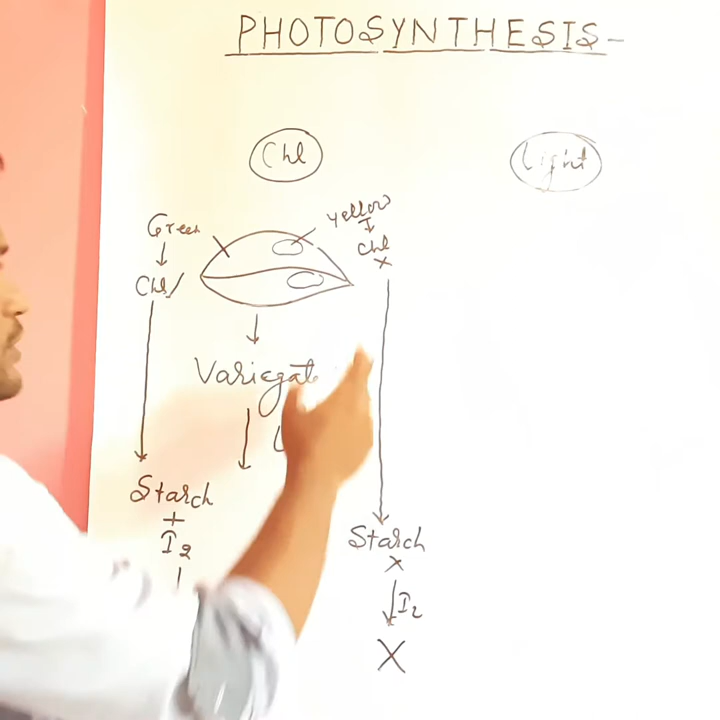 PHOTOSYNTHESIS
Chl
Light
Green
Yellow
Chl
X
Chl/
Starch
+
I2
Starch
X
I2
X